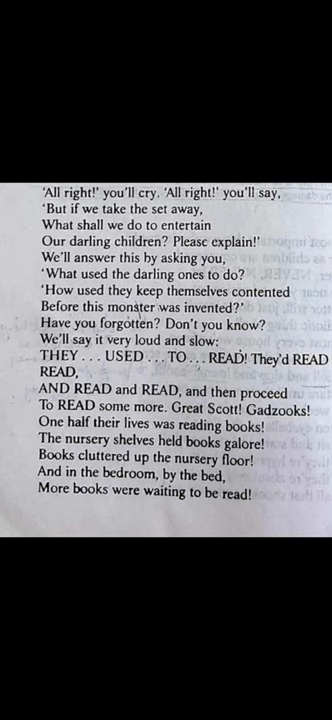 'All right!' you'll cry. 'All right!' you'll say,
'But if we take the set away,
What shall we do to entertain
Our darling children? Please explain!'
We'll answer this by asking you,
'What used the darling ones to do?
'How used they keep themselves contented
Before this monster was invented?'
Have you forgotten? Don't you know?
We'll say it very loud and slow:
THEY . . . USED . . . TO . . . READ! They'd READ
READ,
AND READ and READ, and then proceed
To READ some more. Great Scott! Gadzooks!
One half their lives was reading books!
The nursery shelves held books galore!
Books cluttered up the nursery floor!
And in the bedroom, by the bed,
More books were waiting to be read!